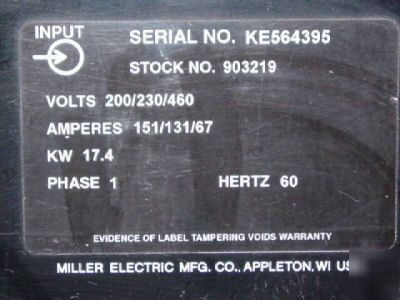 INPUT
SERIAL NO. KE564395
STOCK NO. 903219
VOLTS 200/230/460
AMPERES 151/131/67
KW 17.4
PHASE 1 HERTZ 60
EVIDENCE OF LABEL TAMPERING VOIDS WARRANTY
MILLER ELECTRIC MFG. CO., APPLETON, WI US